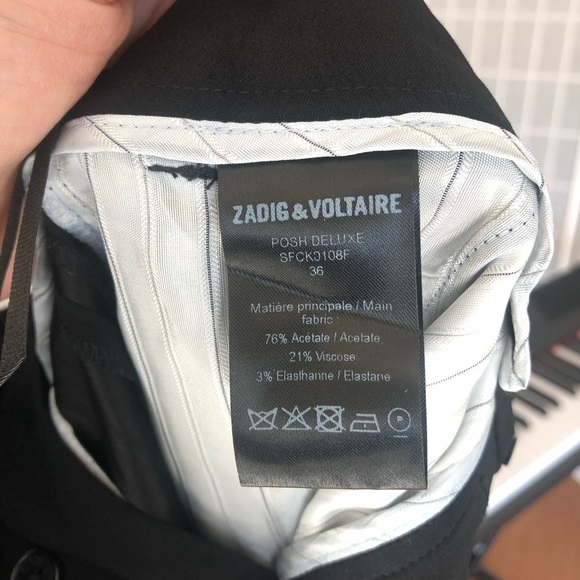 ZADIG & VOLTAIRE
POSH DELUXE
SFCK0108F
36
Matière principale / Main
fabric :
76% Acétate / Acetate
21% Viscose
3% Elasthanne / Elastane
P